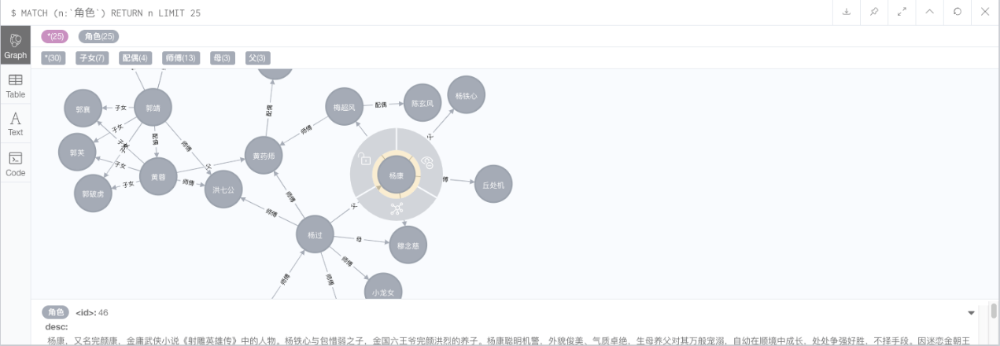 $ MATCH (n:`角色`) RETURN n LIMIT 25
Graph
Table
Text
Code
*(25) 角色(25)
*(30) 子女(7) 配偶(4) 师傅(13) 母(3) 父(3)
郭襄
子女
郭靖
子女
郭芙
子女
子女
配偶
师傅
黄蓉
子女
子女
郭破虏
师傅
洪七公
父
黄药师
配偶
师傅
梅超风
配偶
陈玄风
杨铁心
子
杨康
傅
丘处机
师傅
师傅
杨过
子
母
穆念慈
师傅
小龙女
师傅
师傅
角色 <id>: 46
desc:
杨康，又名完颜康，金庸武侠小说《射雕英雄传》中的人物。杨铁心与包惜弱之子，金国六王爷完颜洪烈的养子。杨康聪明机警、外貌俊美、气质卓绝，生母养父对其万般宠溺，自幼在顺境中成长，处处争强好胜，不择手段，因迷恋金朝王